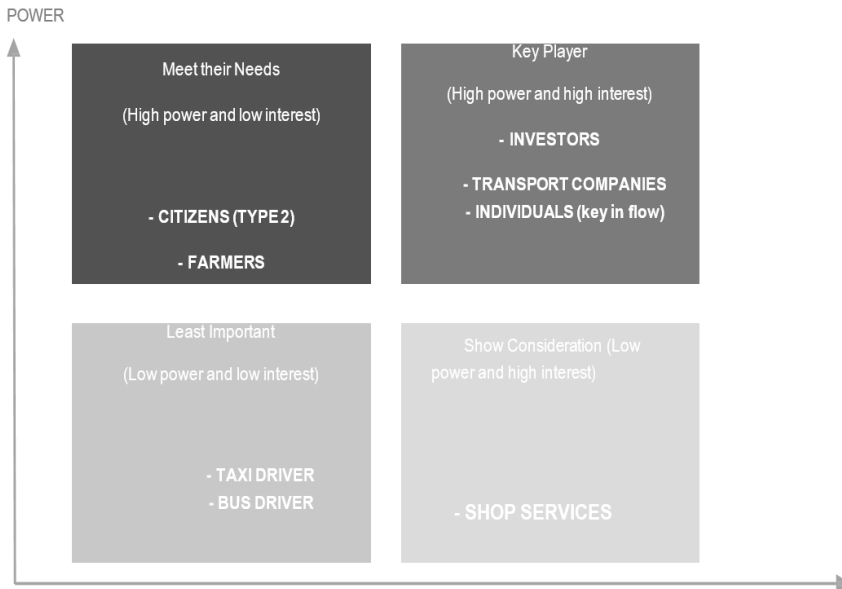 POWER
Meet their Needs
(High power and low interest)
- CITIZENS (TYPE 2)
- FARMERS
Key Player
(High power and high interest)
- INVESTORS
- TRANSPORT COMPANIES
- INDIVIDUALS (key in flow)
Least Important
(Low power and low interest)
- TAXI DRIVER
- BUS DRIVER
Show Consideration (Low
power and high interest)
- SHOP SERVICES